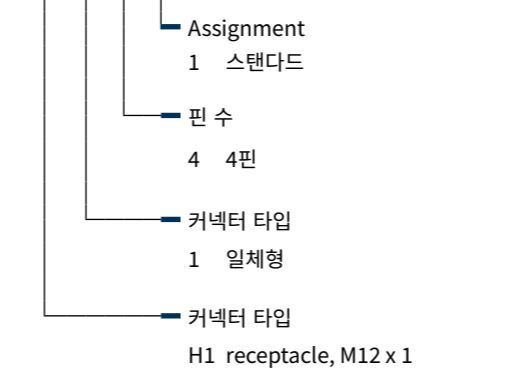 Assignment
1 스탠다드
핀 수
4 4핀
커넥터 타입
1 일체형
커넥터 타입
H1 receptacle, M12 x 1